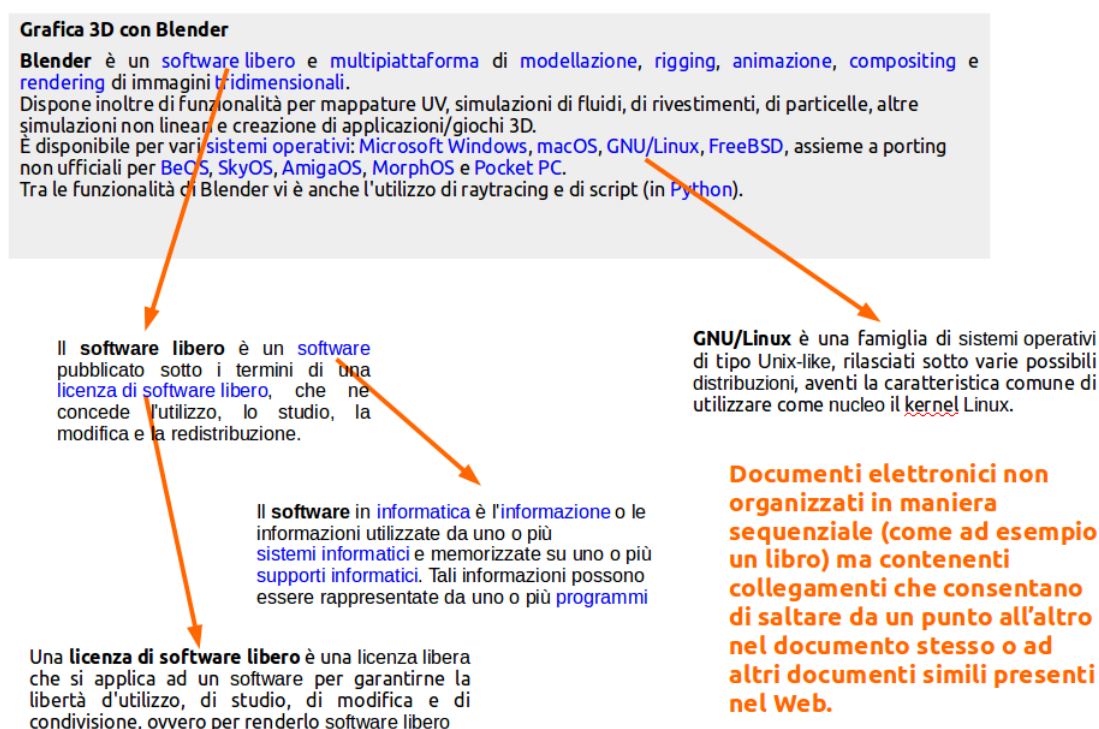 Grafica 3D con Blender
Blender è un software libero e multipiattaforma di modellazione, rigging, animazione, compositing e
rendering di immagini tridimensionali.
Dispone inoltre di funzionalità per mappature UV, simulazioni di fluidi, di rivestimenti, di particelle, altre
simulazioni non lineari e creazione di applicazioni/giochi 3D.
È disponibile per vari sistemi operativi: Microsoft Windows, macOS, GNU/Linux, FreeBSD, assieme a porting
non ufficiali per BeOS, SkyOS, AmigaOS, MorphOS e Pocket PC.
Tra le funzionalità di Blender vi è anche l'utilizzo di raytracing e di script (in Python).
Il software libero è un software
pubblicato sotto i termini di una
licenza di software libero, che ne
concede l'utilizzo, lo studio, la
modifica e la redistribuzione.
GNU/Linux è una famiglia di sistemi operativi
di tipo Unix-like, rilasciati sotto varie possibili
distribuzioni, aventi la caratteristica comune di
utilizzare come nucleo il kernel Linux.
Il software in informatica è l'informazione o le
informazioni utilizzate da uno o più
sistemi informatici e memorizzate su uno o più
supporti informatici. Tali informazioni possono
essere rappresentate da uno o più programmi
Documenti elettronici non
organizzati in maniera
sequenziale (come ad esempio
un libro) ma contenenti
collegamenti che consentano
di saltare da un punto all’altro
nel documento stesso o ad
altri documenti simili presenti
nel Web.
Una licenza di software libero è una licenza libera
che si applica ad un software per garantirne la
libertà d'utilizzo, di studio, di modifica e di
condivisione, ovvero per renderlo software libero